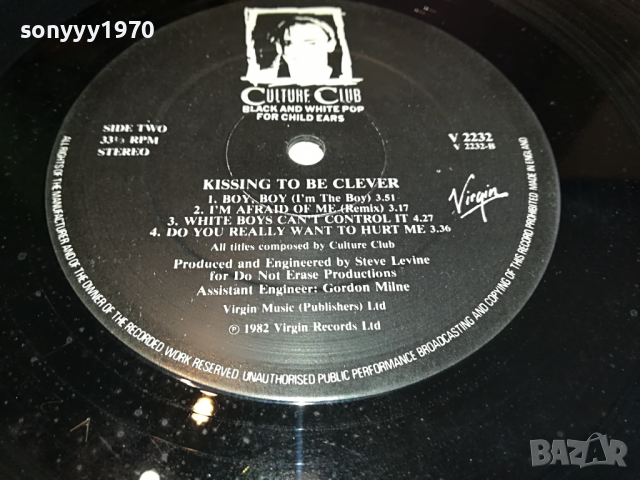 sonyyy1970
CULTURE CLUB
BLACK AND WHITE POP
FOR CHILD EARS
SIDE TWO
33⅓ RPM
STEREO
V 2232
V 2232-B
KISSING TO BE CLEVER
1. BOY, BOY (I'm The Boy) 3.51
2. I'M AFRAID OF ME (Remix) 3.17
3. WHITE BOYS CAN'T CONTROL IT 4.27
4. DO YOU REALLY WANT TO HURT ME 3.36
All titles composed by Culture Club
Produced and Engineered by Steve Levine
for Do Not Erase Productions
Assistant Engineer: Gordon Milne
Virgin Music (Publishers) Ltd
℗ 1982 Virgin Records Ltd
Virgin
ALL RIGHTS OF THE MANUFACTURER AND OF THE OWNER OF THE RECORDED WORK RESERVED. UNAUTHORISED PUBLIC PERFORMANCE BROADCASTING AND COPYING OF THIS RECORD PROHIBITED. MADE IN ENGLAND
BAZAR